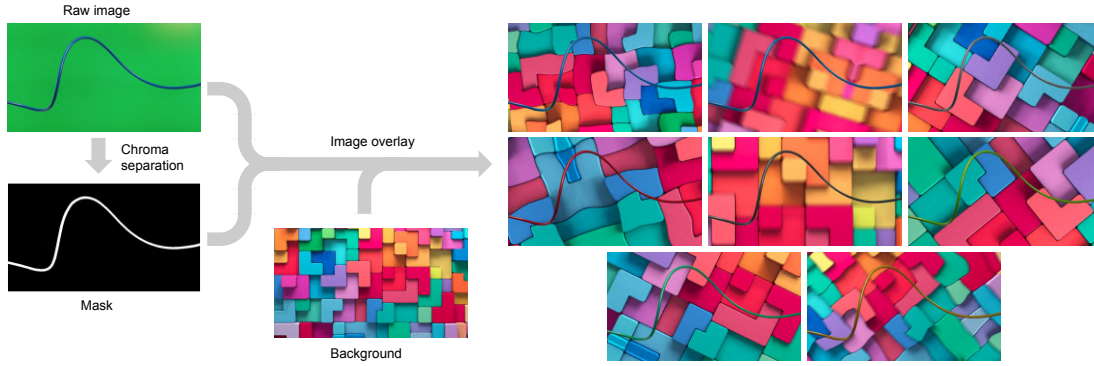 Raw image
Chroma
separation
Image overlay
Mask
Background